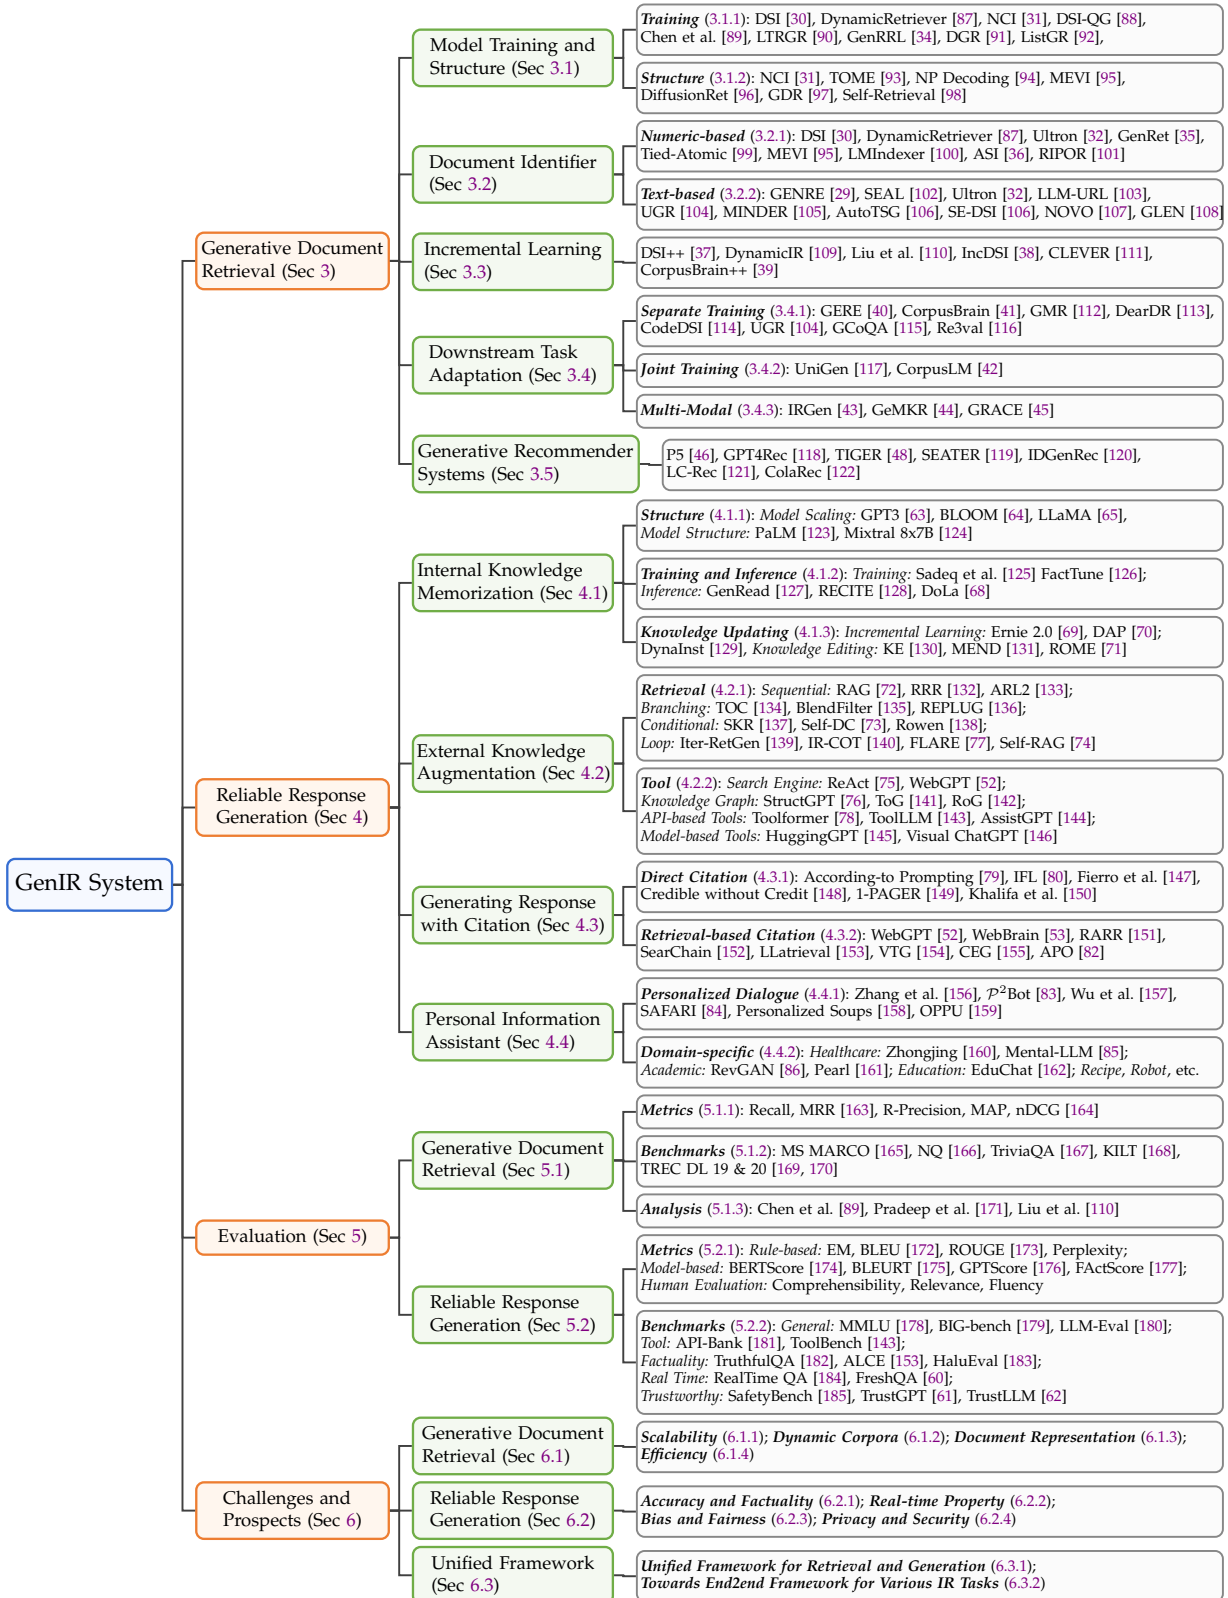 GenIR System
Generative Document
Retrieval (Sec 3)
Model Training and
Structure (Sec 3.1)
Training (3.1.1): DSI [30], DynamicRetriever [87], NCI [31], DSI-QG [88],
Chen et al. [89], LTRGR [90], GenRRL [34], DGR [91], ListGR [92],
Structure (3.1.2): NCI [31], TOME [93], NP Decoding [94], MEVI [95],
DiffusionRet [96], GDR [97], Self-Retrieval [98]
Document Identifier
(Sec 3.2)
Numeric-based (3.2.1): DSI [30], DynamicRetriever [87], Ultron [32], GenRet [35],
Tied-Atomic [99], MEVI [95], LMIndexer [100], ASI [36], RIPOR [101]
Text-based (3.2.2): GENRE [29], SEAL [102], Ultron [32], LLM-URL [103],
UGR [104], MINDER [105], AutoTSG [106], SE-DSI [106], NOVO [107], GLEN [108]
Incremental Learning
(Sec 3.3)
DSI++ [37], DynamicIR [109], Liu et al. [110], IncDSI [38], CLEVER [111],
CorpusBrain++ [39]
Downstream Task
Adaptation (Sec 3.4)
Separate Training (3.4.1): GERE [40], CorpusBrain [41], GMR [112], DearDR [113],
CodeDSI [114], UGR [104], GCoQA [115], Re3val [116]
Joint Training (3.4.2): UniGen [117], CorpusLM [42]
Multi-Modal (3.4.3): IRGen [43], GeMKR [44], GRACE [45]
Generative Recommender
Systems (Sec 3.5)
P5 [46], GPT4Rec [118], TIGER [48], SEATER [119], IDGenRec [120],
LC-Rec [121], ColaRec [122]
Reliable Response
Generation (Sec 4)
Internal Knowledge
Memorization (Sec 4.1)
Structure (4.1.1): Model Scaling: GPT3 [63], BLOOM [64], LLaMA [65],
Model Structure: PaLM [123], Mixtral 8x7B [124]
Training and Inference (4.1.2): Training: Sadeq et al. [125] FactTune [126];
Inference: GenRead [127], RECITE [128], DoLa [68]
Knowledge Updating (4.1.3): Incremental Learning: Ernie 2.0 [69], DAP [70];
DynaInst [129], Knowledge Editing: KE [130], MEND [131], ROME [71]
External Knowledge
Augmentation (Sec 4.2)
Retrieval (4.2.1): Sequential: RAG [72], RRR [132], ARL2 [133];
Branching: TOC [134], BlendFilter [135], REPLUG [136];
Conditional: SKR [137], Self-DC [73], Rowen [138];
Loop: Iter-RetGen [139], IR-COT [140], FLARE [77], Self-RAG [74]
Tool (4.2.2): Search Engine: ReAct [75], WebGPT [52];
Knowledge Graph: StructGPT [76], ToG [141], RoG [142];
API-based Tools: Toolformer [78], ToolLLM [143], AssistGPT [144];
Model-based Tools: HuggingGPT [145], Visual ChatGPT [146]
Generating Response
with Citation (Sec 4.3)
Direct Citation (4.3.1): According-to Prompting [79], IFL [80], Fierro et al. [147],
Credible without Credit [148], 1-PAGER [149], Khalifa et al. [150]
Retrieval-based Citation (4.3.2): WebGPT [52], WebBrain [53], RARR [151],
SearChain [152], LLatrieval [153], VTG [154], CEG [155], APO [82]
Personal Information
Assistant (Sec 4.4)
Personalized Dialogue (4.4.1): Zhang et al. [156], 𝒫²Bot [83], Wu et al. [157],
SAFARI [84], Personalized Soups [158], OPPU [159]
Domain-specific (4.4.2): Healthcare: Zhongjing [160], Mental-LLM [85];
Academic: RevGAN [86], Pearl [161]; Education: EduChat [162]; Recipe, Robot, etc.
Evaluation (Sec 5)
Generative Document
Retrieval (Sec 5.1)
Metrics (5.1.1): Recall, MRR [163], R-Precision, MAP, nDCG [164]
Benchmarks (5.1.2): MS MARCO [165], NQ [166], TriviaQA [167], KILT [168],
TREC DL 19 & 20 [169, 170]
Analysis (5.1.3): Chen et al. [89], Pradeep et al. [171], Liu et al. [110]
Reliable Response
Generation (Sec 5.2)
Metrics (5.2.1): Rule-based: EM, BLEU [172], ROUGE [173], Perplexity;
Model-based: BERTScore [174], BLEURT [175], GPTScore [176], FActScore [177];
Human Evaluation: Comprehensibility, Relevance, Fluency
Benchmarks (5.2.2): General: MMLU [178], BIG-bench [179], LLM-Eval [180];
Tool: API-Bank [181], ToolBench [143];
Factuality: TruthfulQA [182], ALCE [153], HaluEval [183];
Real Time: RealTime QA [184], FreshQA [60];
Trustworthy: SafetyBench [185], TrustGPT [61], TrustLLM [62]
Challenges and
Prospects (Sec 6)
Generative Document
Retrieval (Sec 6.1)
Scalability (6.1.1); Dynamic Corpora (6.1.2); Document Representation (6.1.3);
Efficiency (6.1.4)
Reliable Response
Generation (Sec 6.2)
Accuracy and Factuality (6.2.1); Real-time Property (6.2.2);
Bias and Fairness (6.2.3); Privacy and Security (6.2.4)
Unified Framework
(Sec 6.3)
Unified Framework for Retrieval and Generation (6.3.1);
Towards End2end Framework for Various IR Tasks (6.3.2)